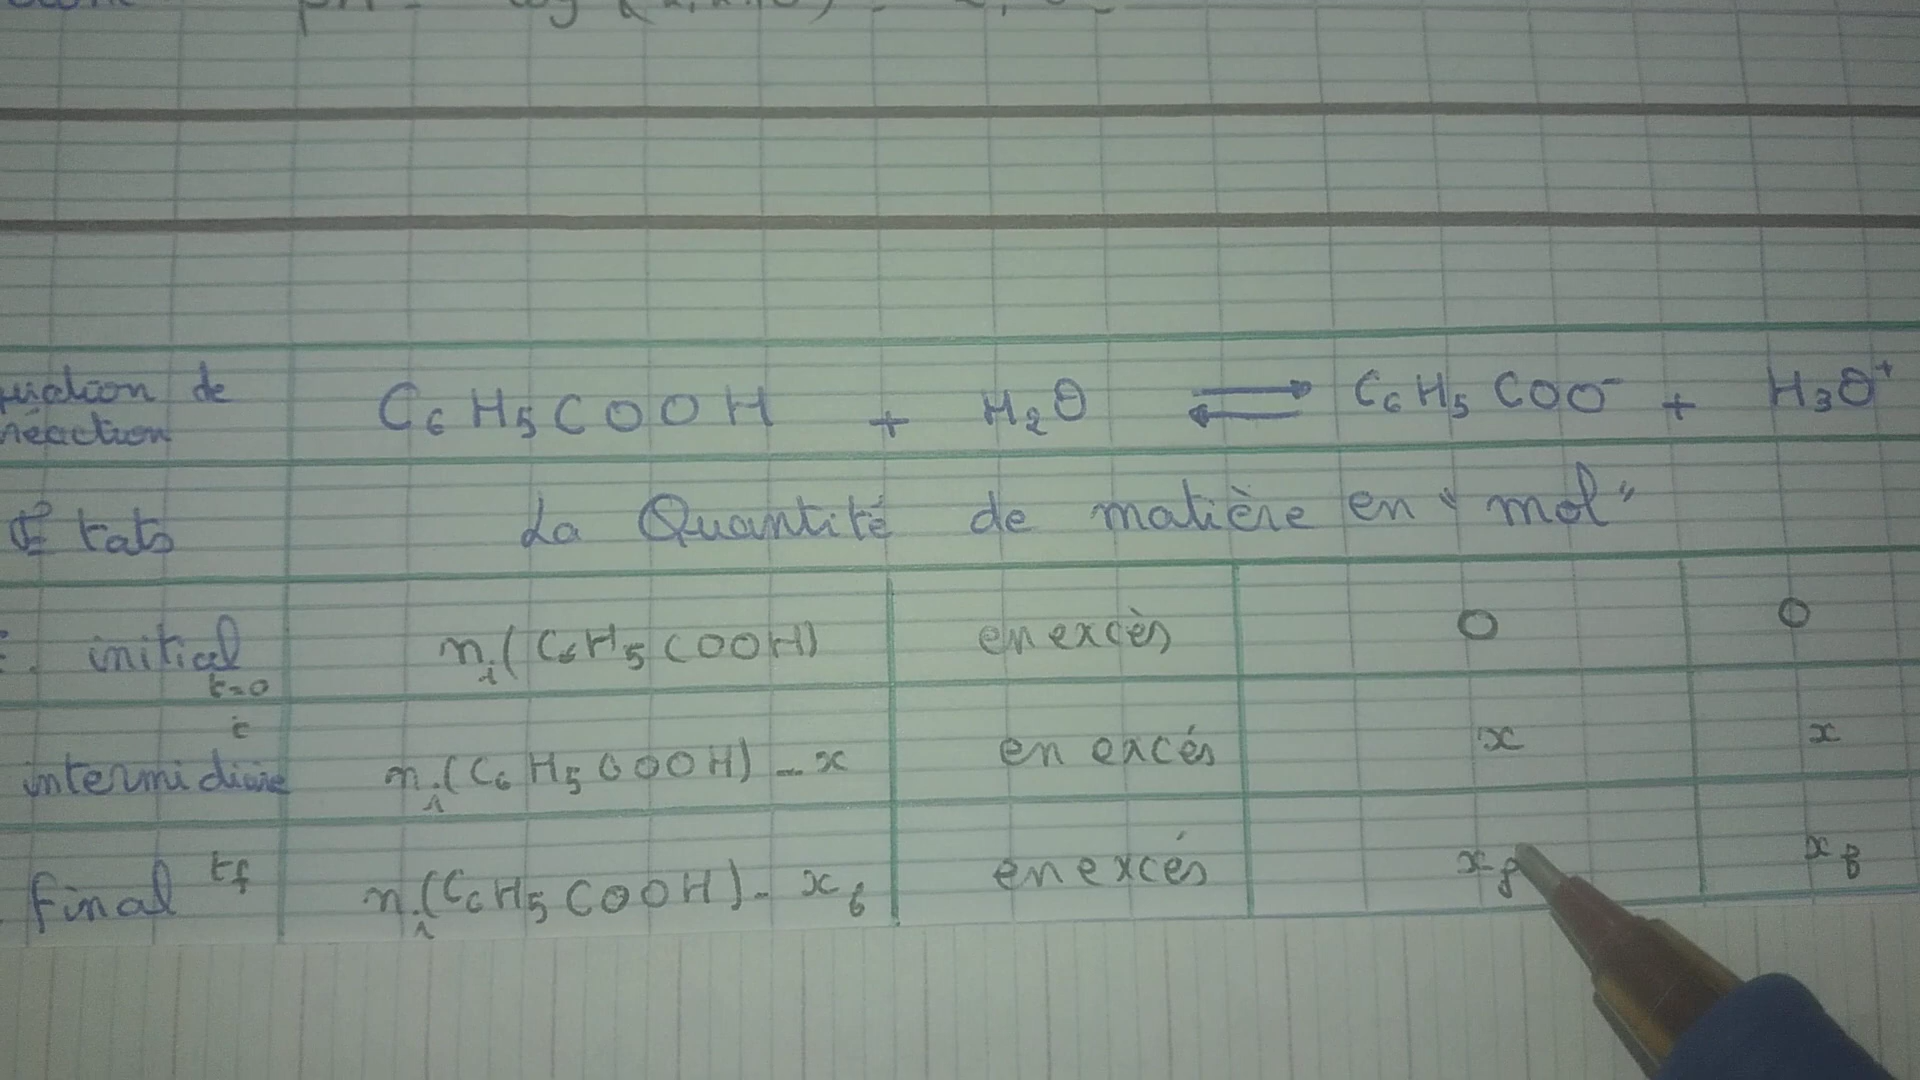 de
réaction C₆H₅COOH + H₂O ⇌ C₆H₅COO⁻ + H₃O⁺
États La Quantité de matière en "mol"
initial t=0 nᵢ(C₆H₅COOH) en excès 0 0
intermidiaire nᵢ(C₆H₅COOH) - x en excés x x
final tf nᵢ(C₆H₅COOH) - xf en excés xf xf